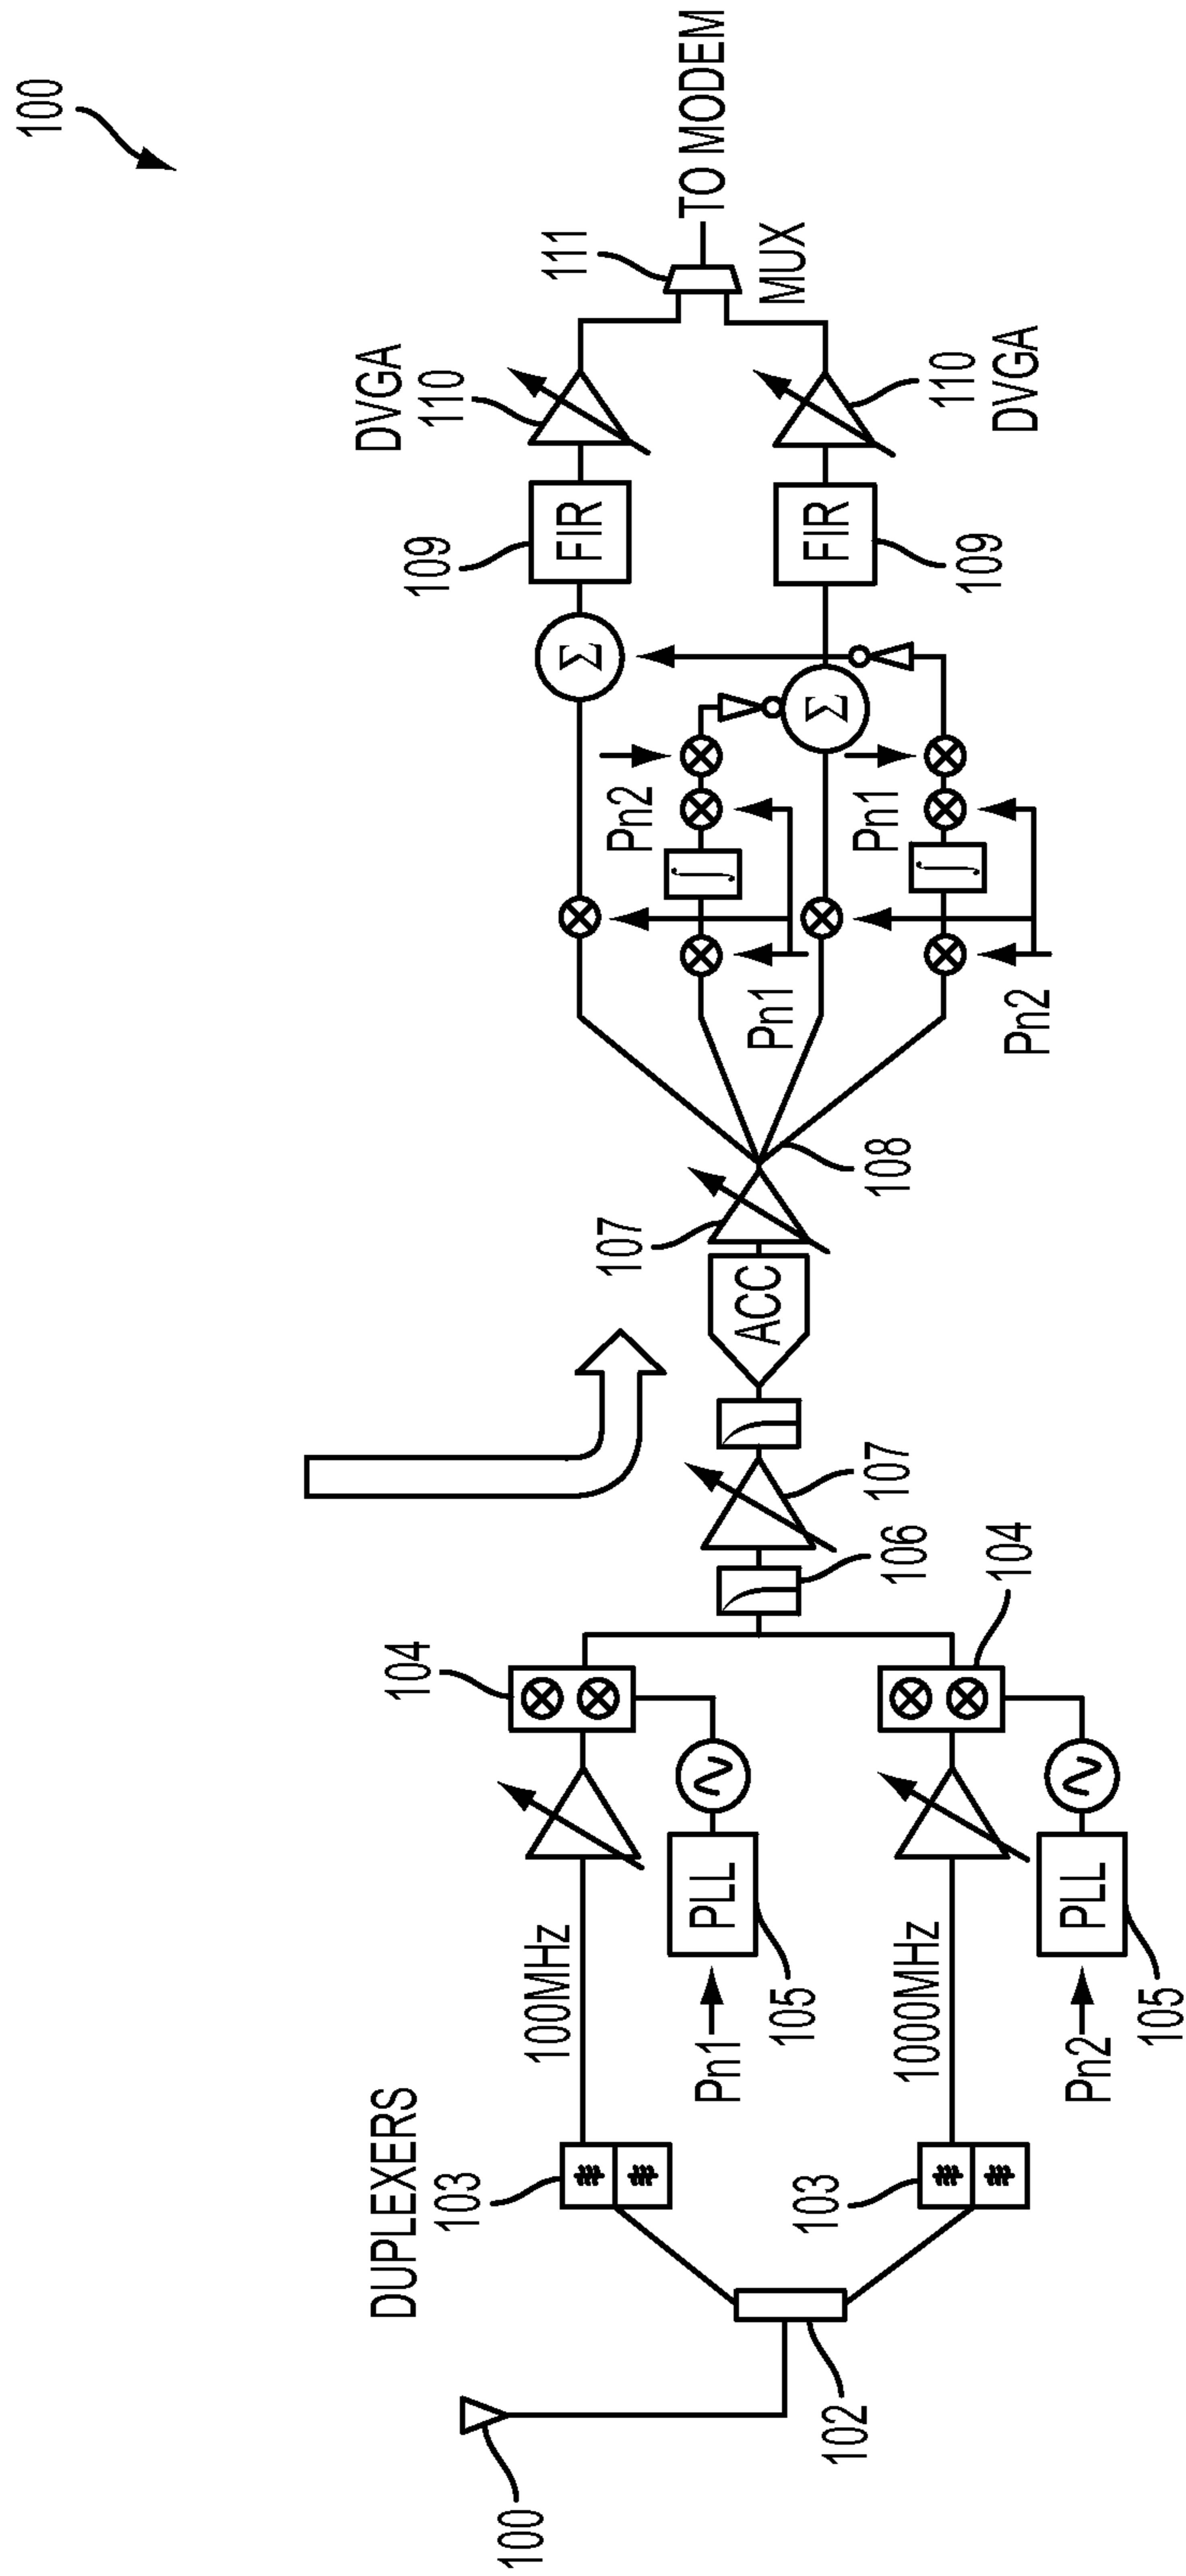 100
100
102
DUPLEXERS
103
103
100MHz
1000MHz
Pn1
PLL
105
Pn2
PLL
105
104
104
106
107
ACC
107
108
Pn1
Pn2
Pn2
Pn1
Σ
Σ
109
FIR
FIR
109
DVGA
110
110
DVGA
111
MUX
TO MODEM